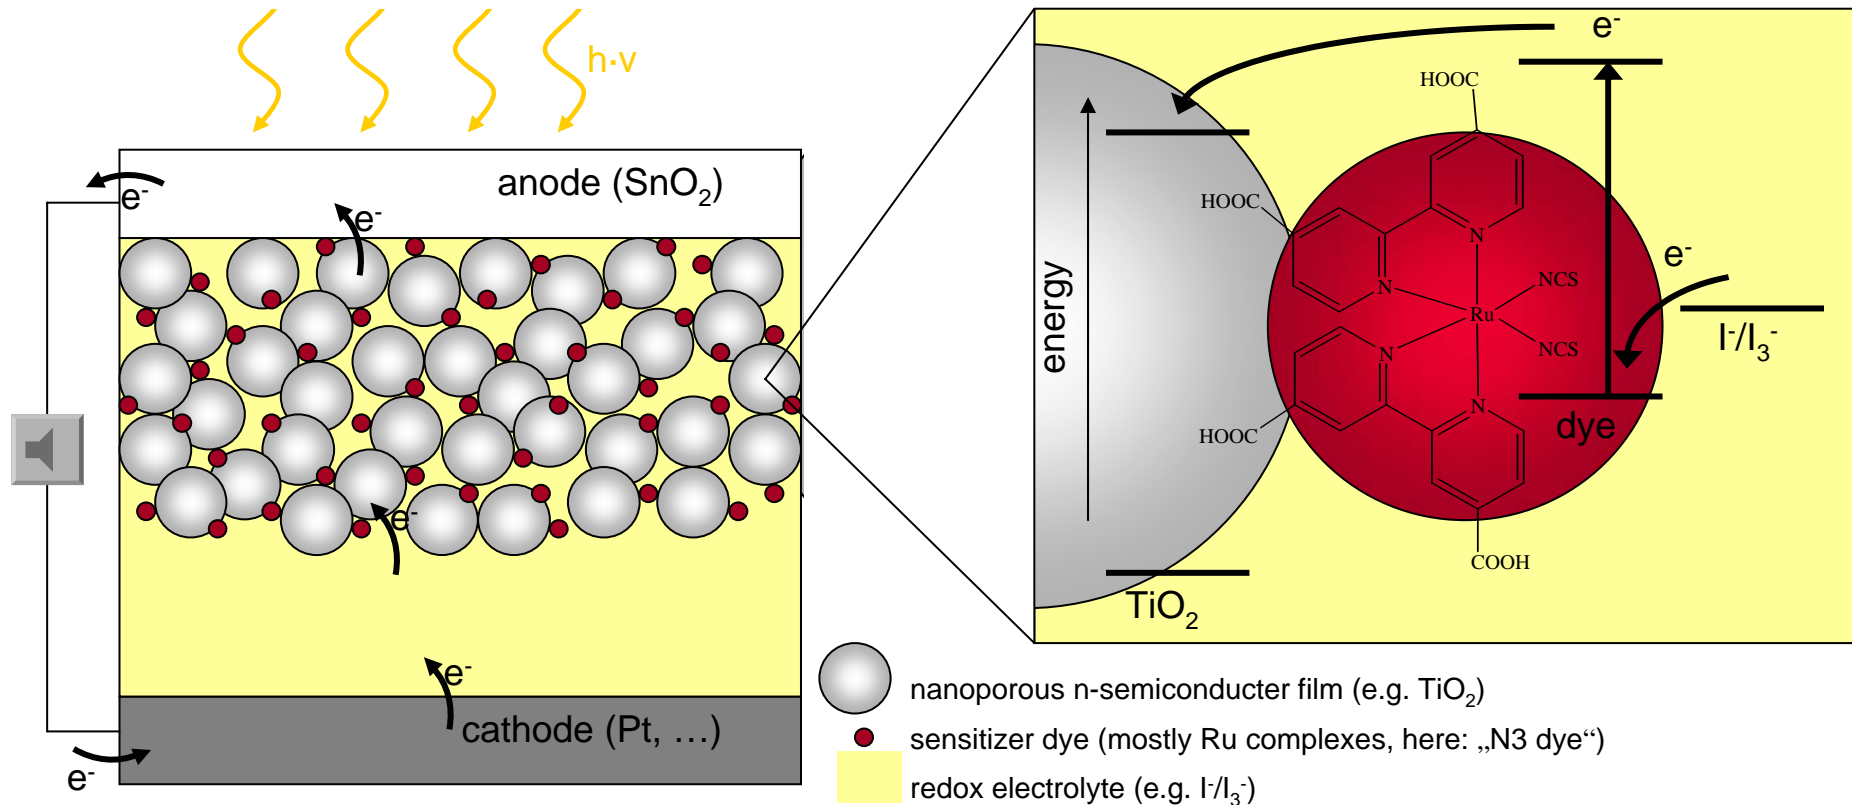 h·ν
anode (SnO₂)
e⁻
e⁻
e⁻
e⁻
cathode (Pt, …)
e⁻
e⁻
HOOC
HOOC
N
e⁻
N
NCS
energy
Ru
I⁻/I₃⁻
N
NCS
N
dye
HOOC
COOH
TiO₂
nanoporous n-semiconducter film (e.g. TiO₂)
sensitizer dye (mostly Ru complexes, here: „N3 dye“)
redox electrolyte (e.g. I⁻/I₃⁻)